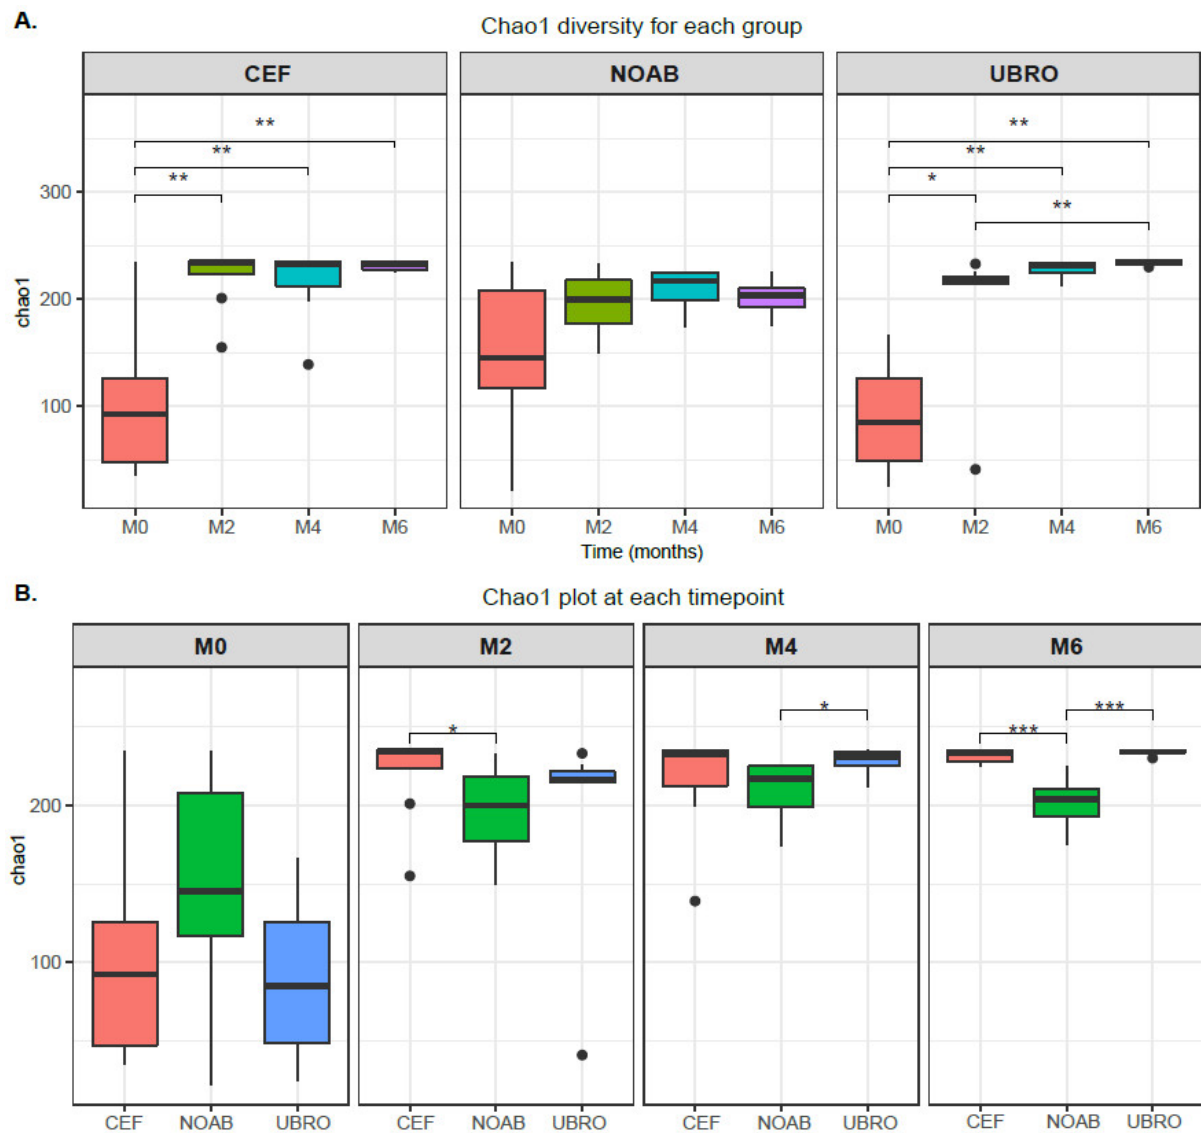 A.
Chao1 diversity for each group
CEF NOAB UBRO
** ** ** ** ** * **
chao1
300
200
100
M0 M2 M4 M6 M0 M2 M4 M6 M0 M2 M4 M6
Time (months)
B.
Chao1 plot at each timepoint
M0 M2 M4 M6
* * *** ***
chao1
200
100
CEF NOAB UBRO CEF NOAB UBRO CEF NOAB UBRO CEF NOAB UBRO